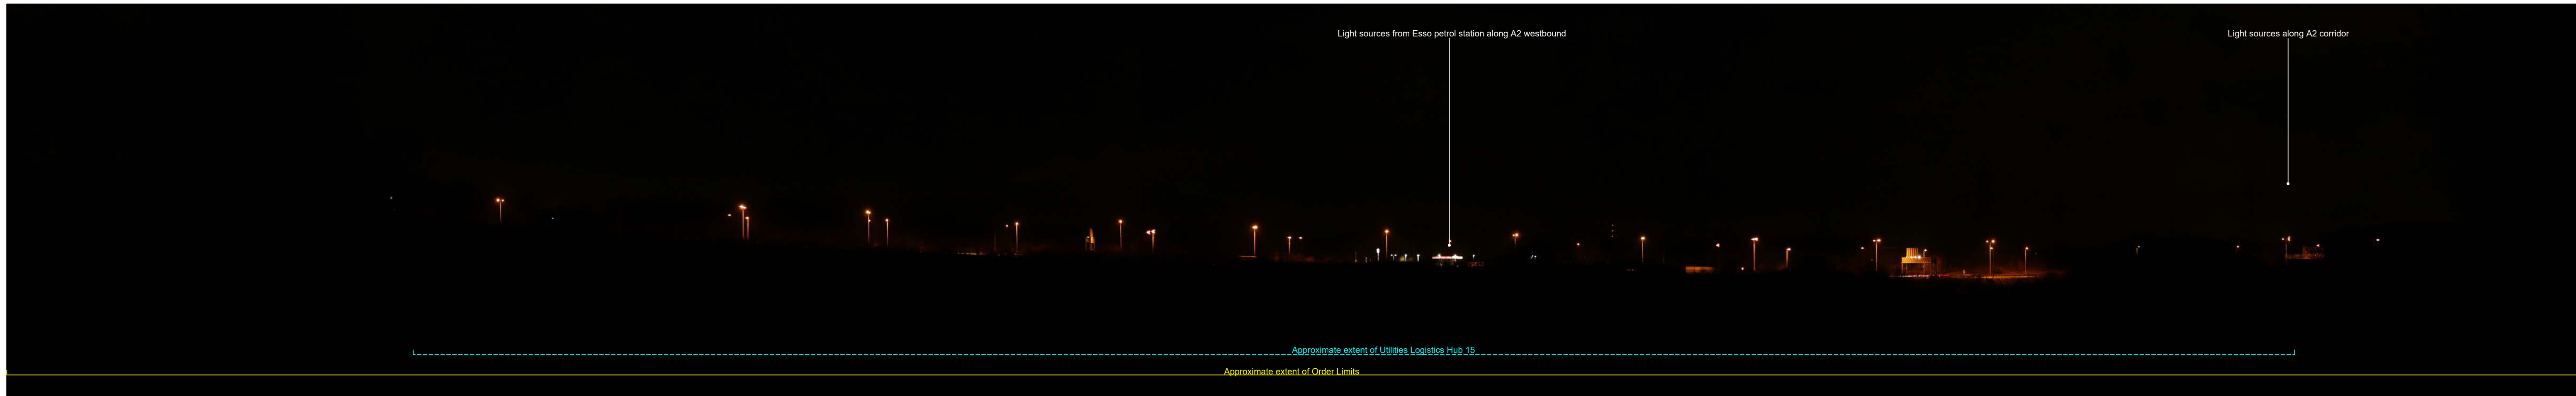 Light sources from Esso petrol station along A2 westbound
Light sources along A2 corridor
Approximate extent of Utilities Logistics Hub 15
Approximate extent of Order Limits